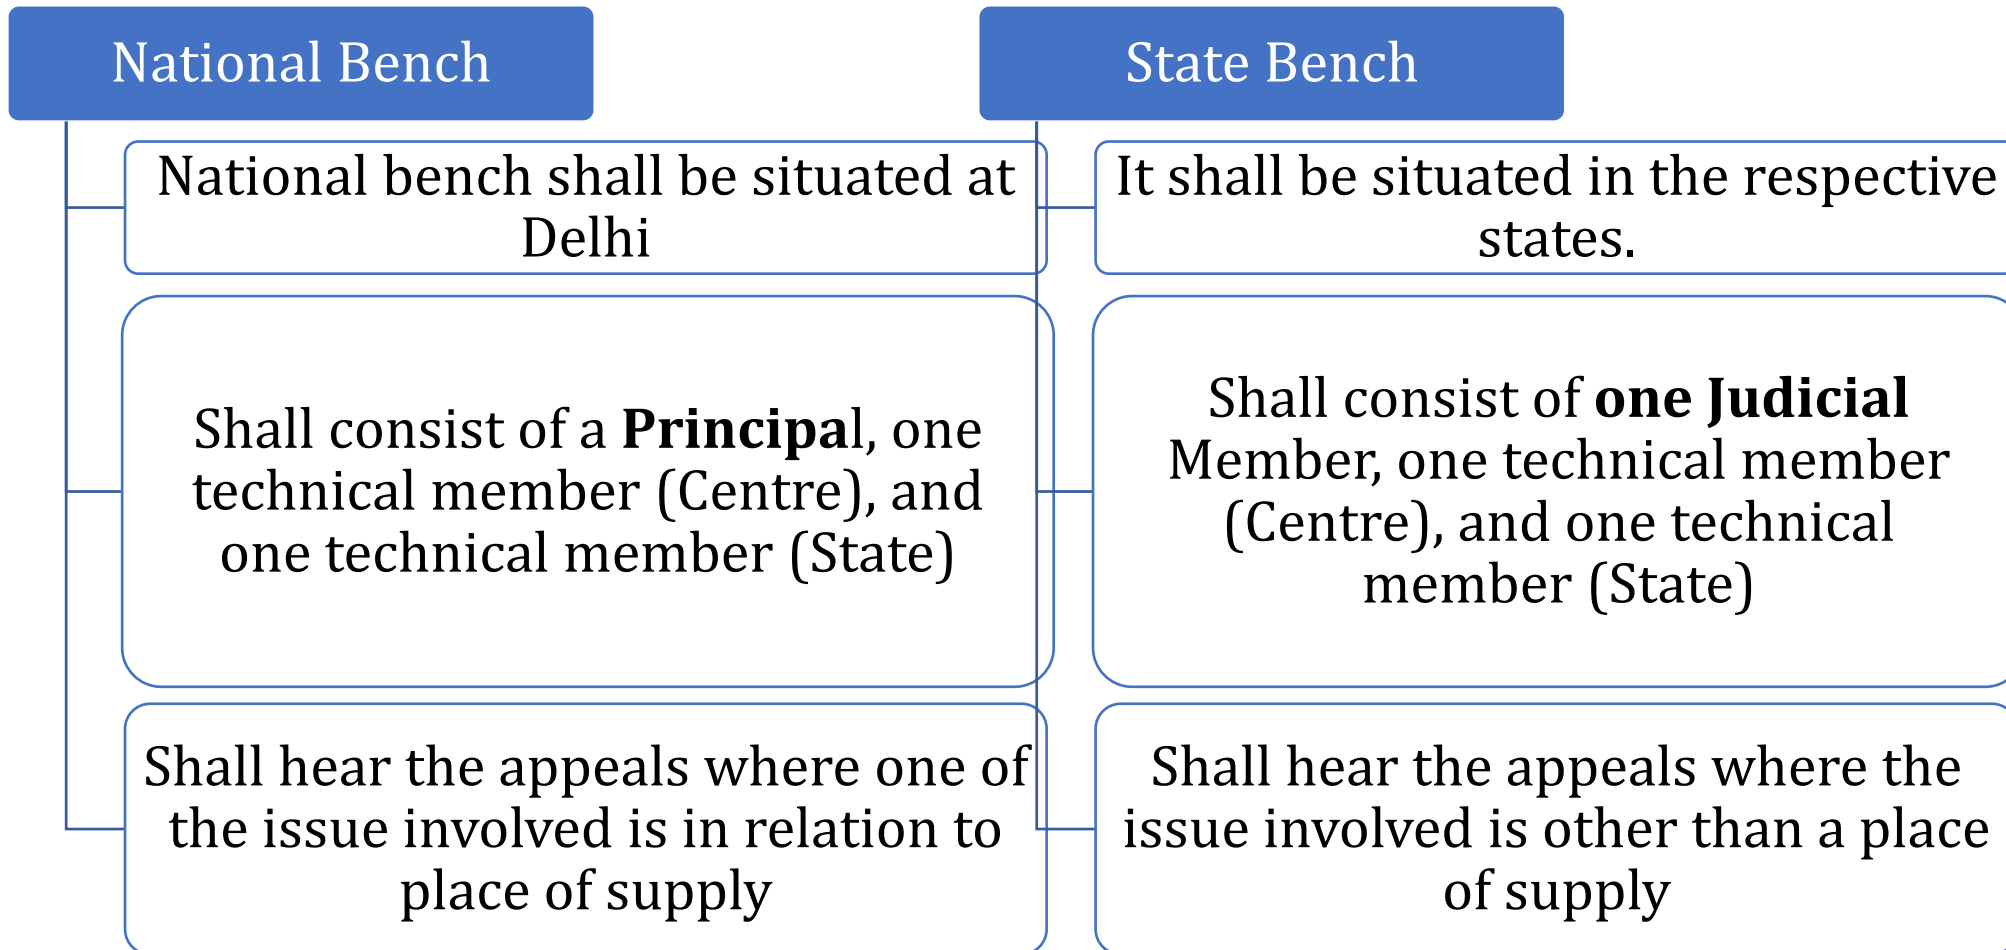 National Bench
National bench shall be situated at
Delhi
Shall consist of a Principal, one
technical member (Centre), and
one technical member (State)
Shall hear the appeals where one of
the issue involved is in relation to
place of supply
State Bench
It shall be situated in the respective
states.
Shall consist of one Judicial
Member, one technical member
(Centre), and one technical
member (State)
Shall hear the appeals where the
issue involved is other than a place
of supply